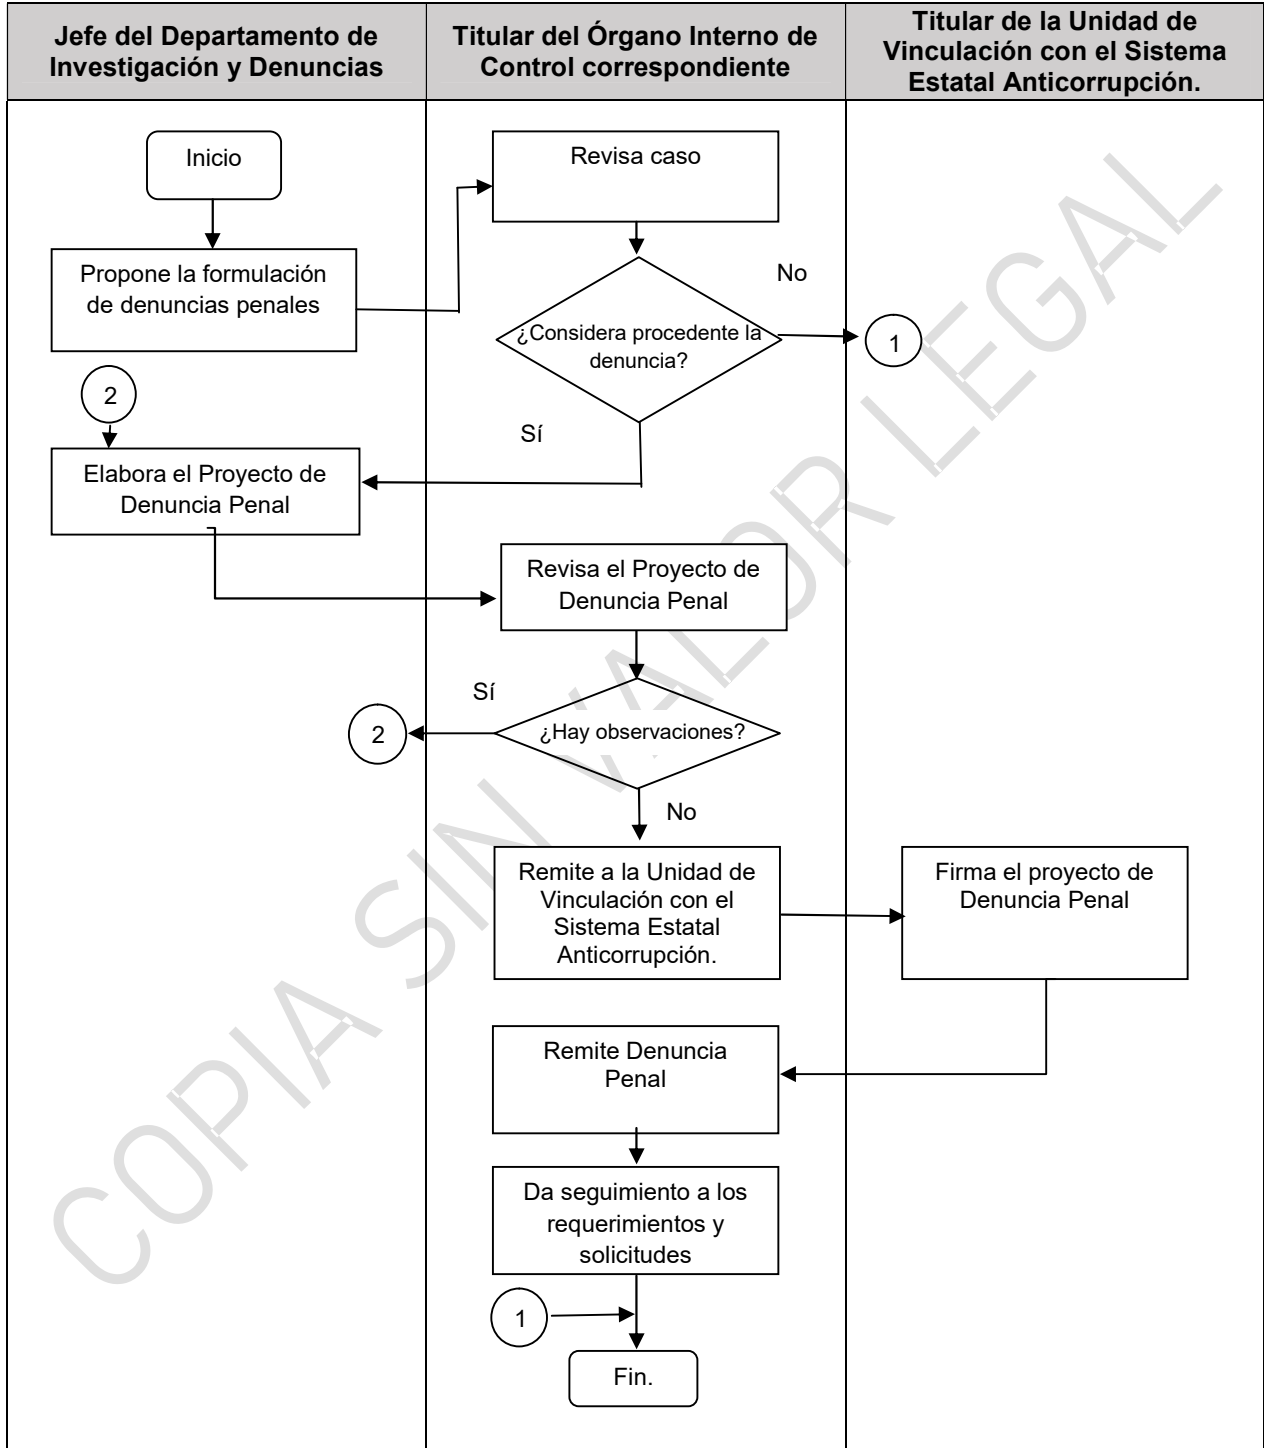 Jefe del Departamento de
Investigación y Denuncias
Titular del Órgano Interno de
Control correspondiente
Titular de la Unidad de
Vinculación con el Sistema
Estatal Anticorrupción.
Inicio
Revisa caso
Propone la formulación
de denuncias penales
No
¿Considera procedente la
denuncia?
1
2
Sí
Elabora el Proyecto de
Denuncia Penal
Revisa el Proyecto de
Denuncia Penal
Sí
2
¿Hay observaciones?
No
Remite a la Unidad de
Vinculación con el
Sistema Estatal
Anticorrupción.
Firma el proyecto de
Denuncia Penal
Remite Denuncia
Penal
Da seguimiento a los
requerimientos y
solicitudes
1
Fin.
COPIA SIN VALOR LEGAL